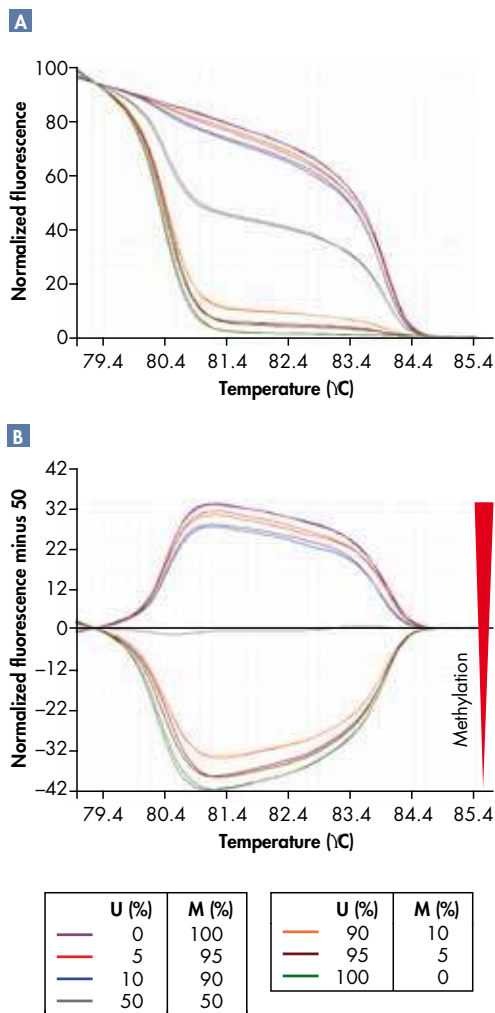 A
Normalized fluorescence
100
80
60
40
20
0
79.4 80.4 81.4 82.4 83.4 84.4 85.4
Temperature (ϓC)
B
Normalized fluorescence minus 50
42
32
22
12
0
–12
–22
–32
–42
Methylation
79.4 80.4 81.4 82.4 83.4 84.4 85.4
Temperature (ϓC)
U (%) M (%)
0 100
5 95
10 90
50 50
U (%) M (%)
90 10
95 5
100 0